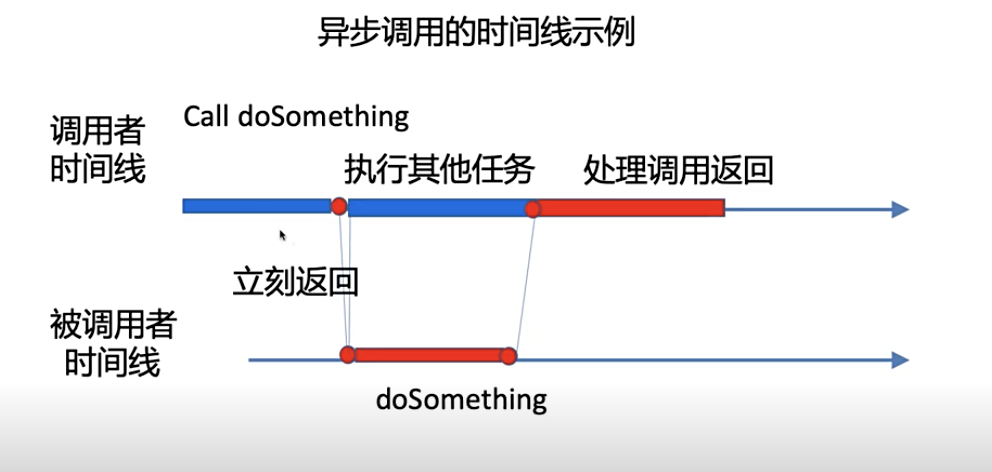 异步调用的时间线示例
Call doSomething
调用者
时间线
执行其他任务
处理调用返回
立刻返回
被调用者
时间线
doSomething